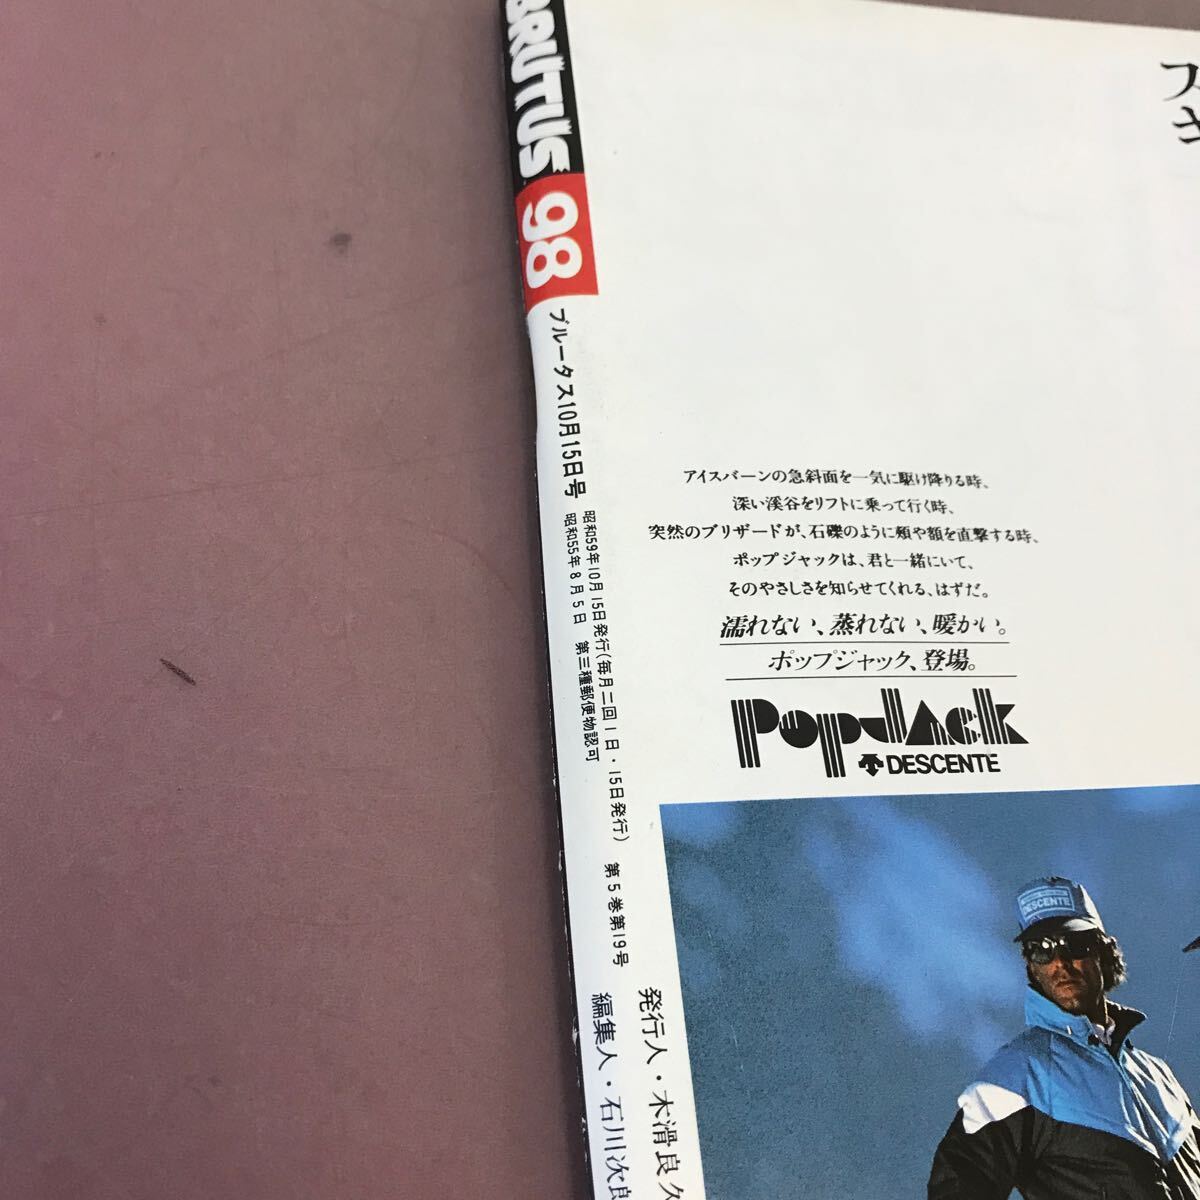 BRUTUS
98
ブルータス10月15日号
昭和59年10月15日発行(毎月二回1日・15日発行) 第5巻第19号
昭和55年8月5日 第三種郵便物認可
発行人・木滑良久
編集人・石川次郎
アイスバーンの急斜面を一気に駆け降りる時、
深い渓谷をリフトに乗って行く時、
突然のブリザードが、石礫のように頬や額を直撃する時、
ポップジャックは、君と一緒にいて、
そのやさしさを知らせてくれる、はずだ。
濡れない、蒸れない、暖かい。
ポップジャック、登場。
PopJack
DESCENTE
DESCENTE